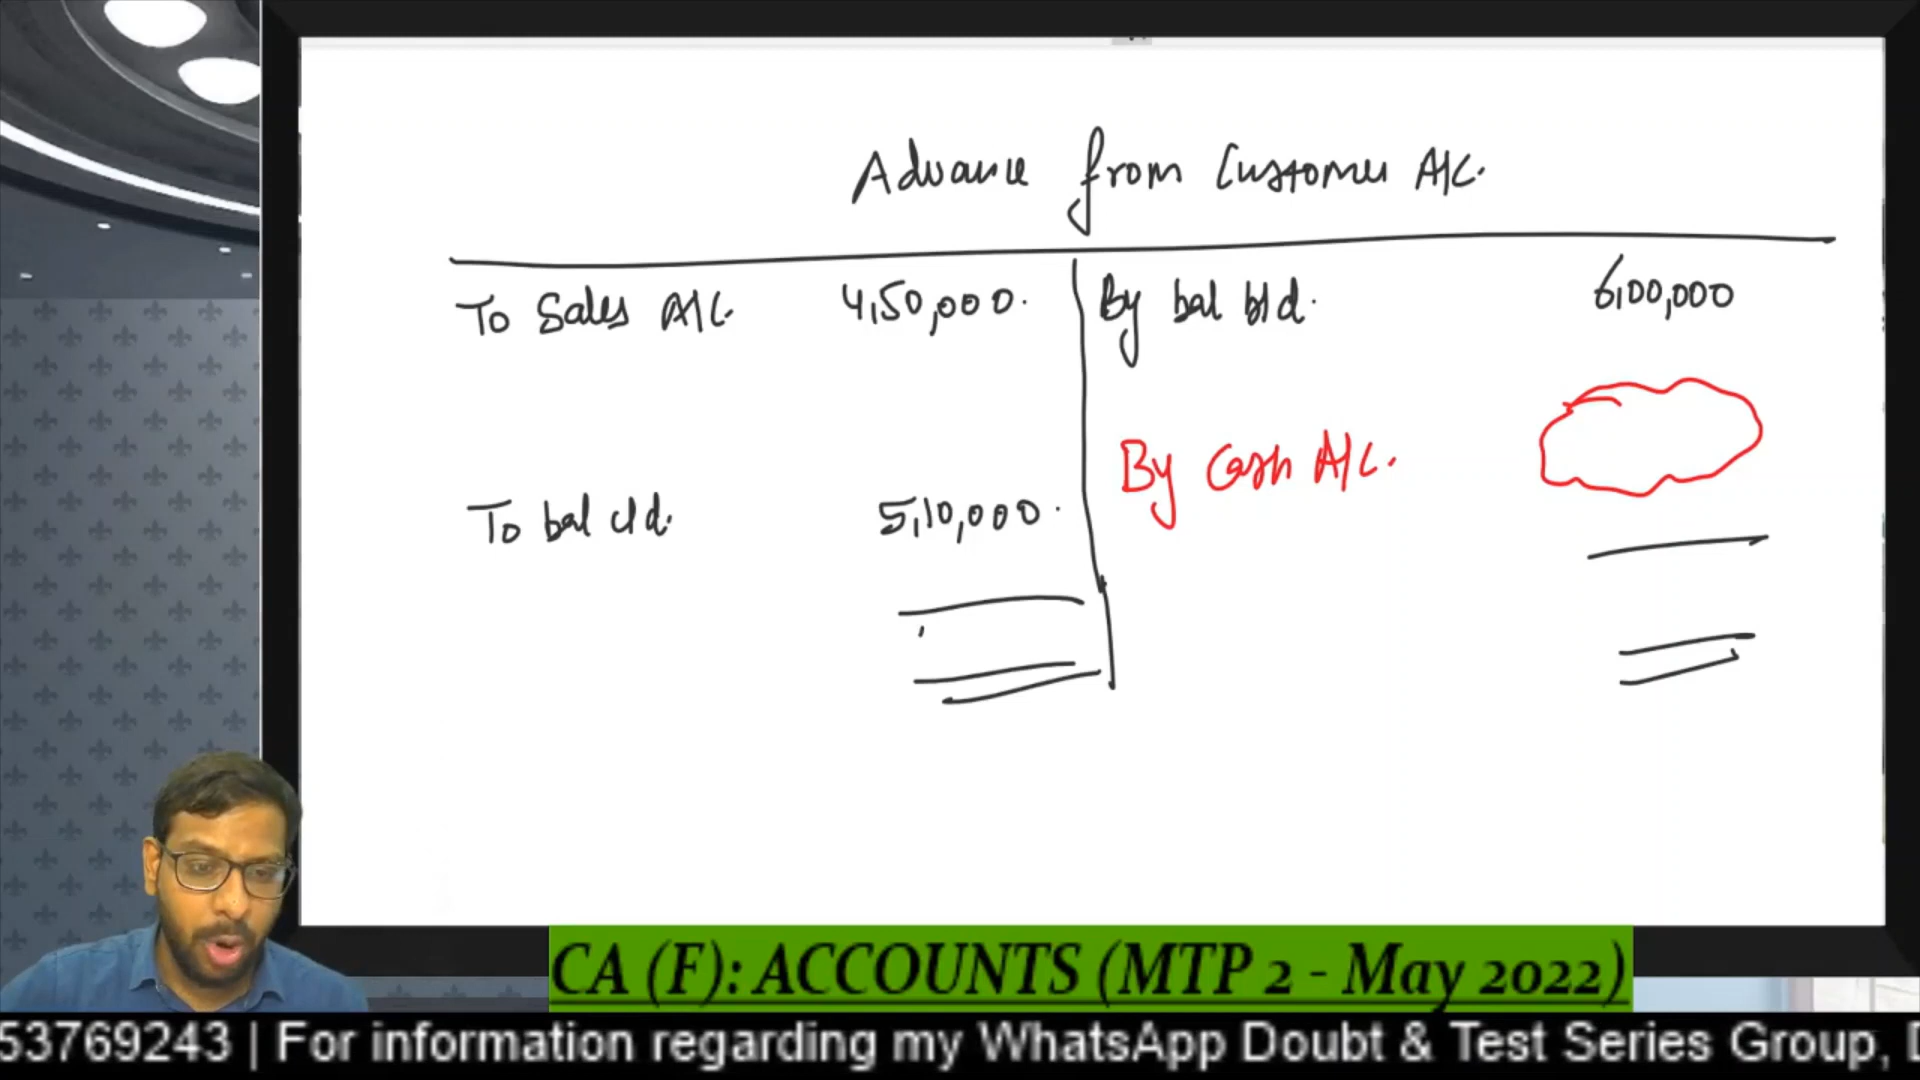 Advance from Customer A/c.
To Sales A/c. 4,50,000. By bal b/d. 6,00,000
By Cash A/c.
To bal c/d. 5,10,000.
CA (F): ACCOUNTS (MTP 2 - May 2022)
53769243 | For information regarding my WhatsApp Doubt & Test Series Group, D